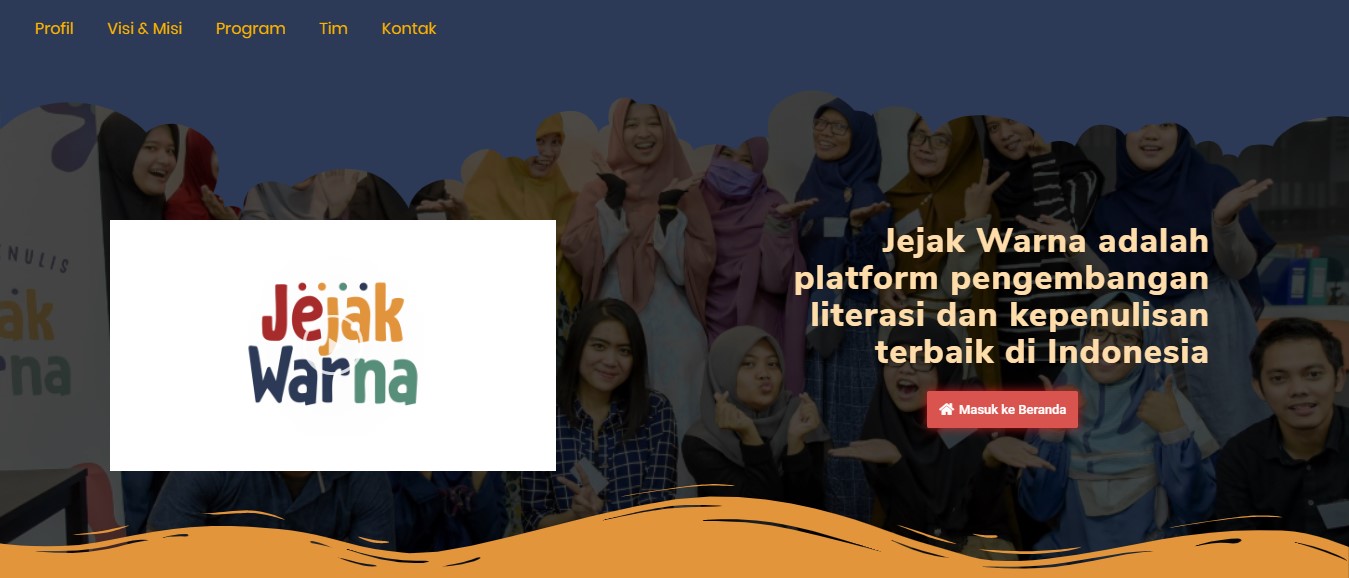 Profil Visi & Misi Program Tim Kontak
ENULIS
ak
rna
Jejak
Warna
Jejak Warna adalah
platform pengembangan
literasi dan kepenulisan
terbaik di Indonesia
Masuk ke Beranda